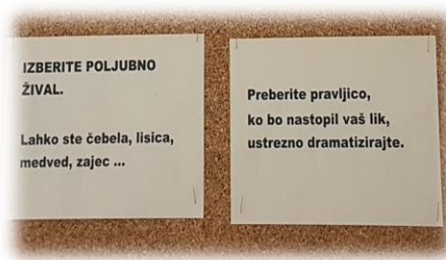 IZBERITE POLJUBNO
ŽIVAL.
Lahko ste čebela, lisica,
medved, zajec ...
Preberite pravljico,
ko bo nastopil vaš lik,
ustrezno dramatizirajte.